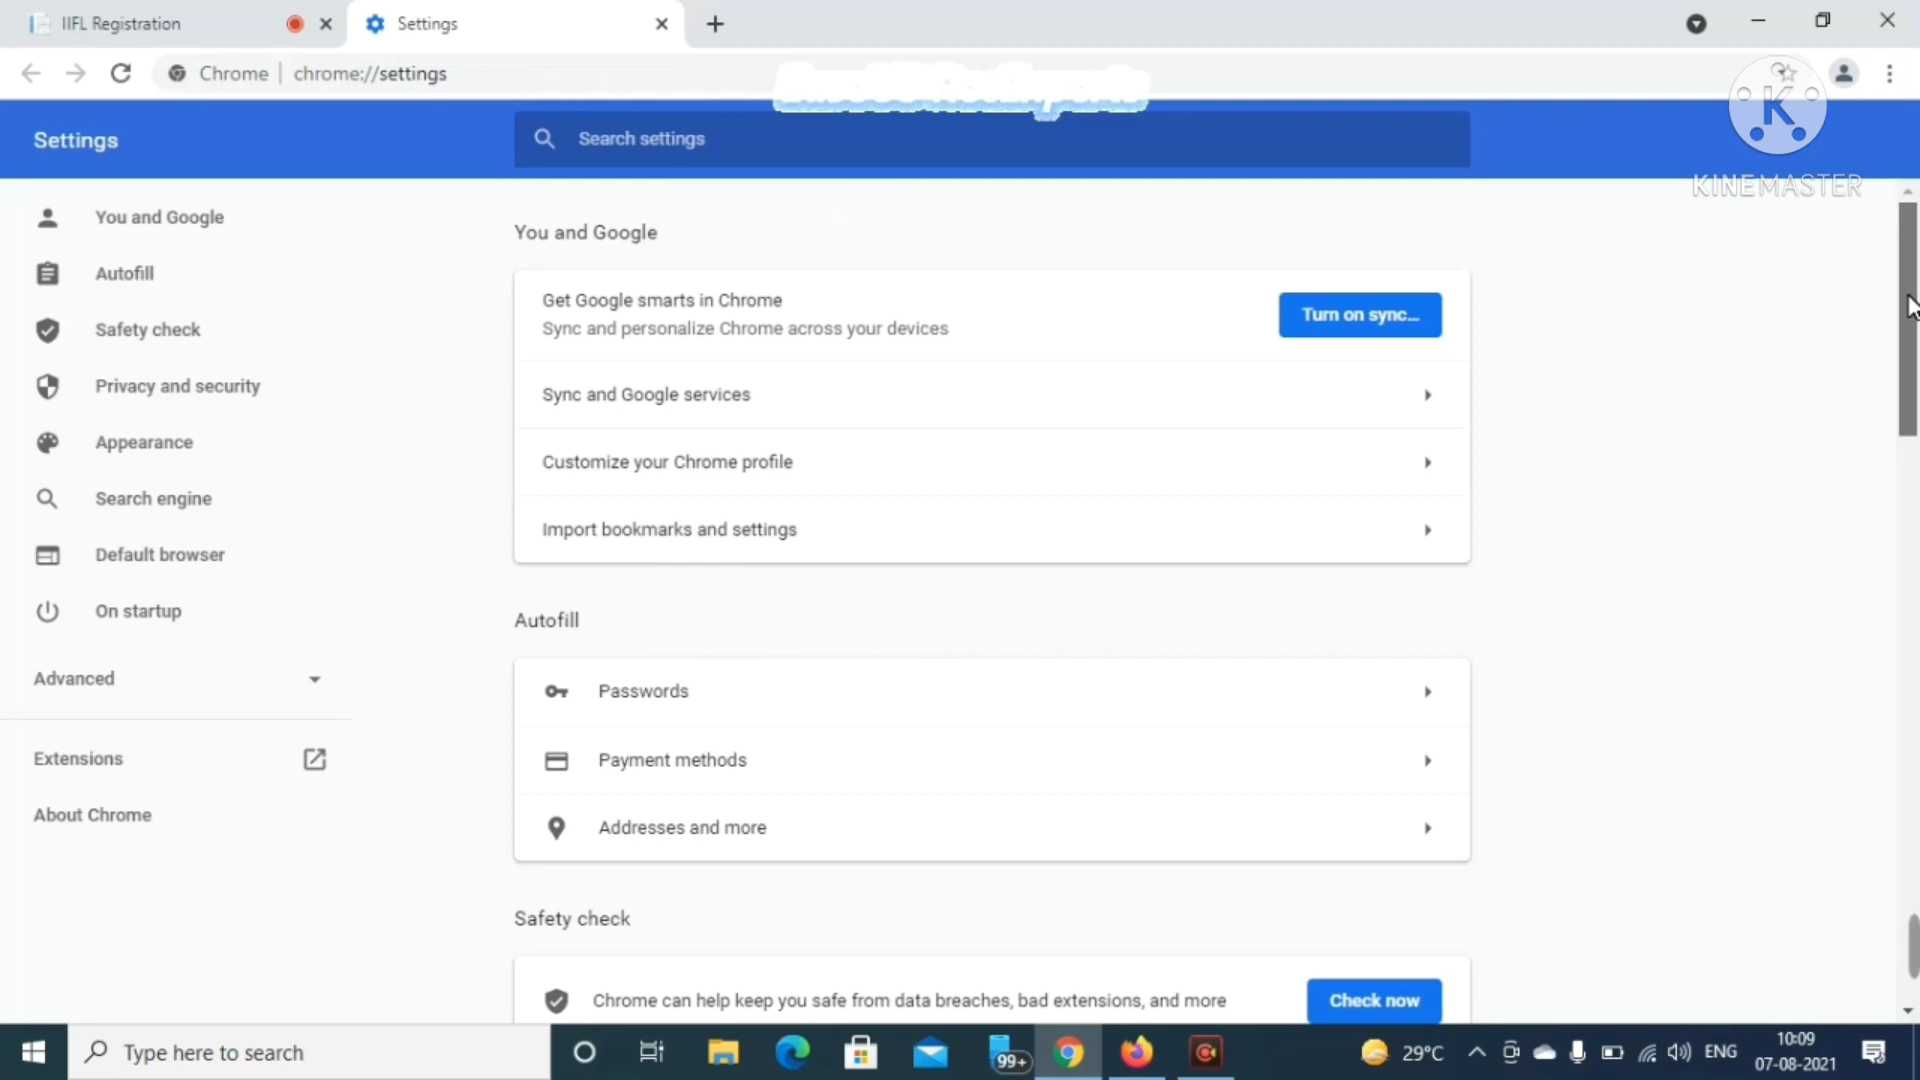 IIFL Registration
Settings
Chrome
chrome://settings
Settings
Search settings
K
KINEMASTER
You and Google
Autofill
Safety check
Privacy and security
Appearance
Search engine
Default browser
On startup
Advanced
Extensions
About Chrome
You and Google
Get Google smarts in Chrome
Sync and personalize Chrome across your devices
Turn on sync...
Sync and Google services
Customize your Chrome profile
Import bookmarks and settings
Autofill
Passwords
Payment methods
Addresses and more
Safety check
Chrome can help keep you safe from data breaches, bad extensions, and more
Check now
Type here to search
99+
29°C
ENG
10:09
07-08-2021